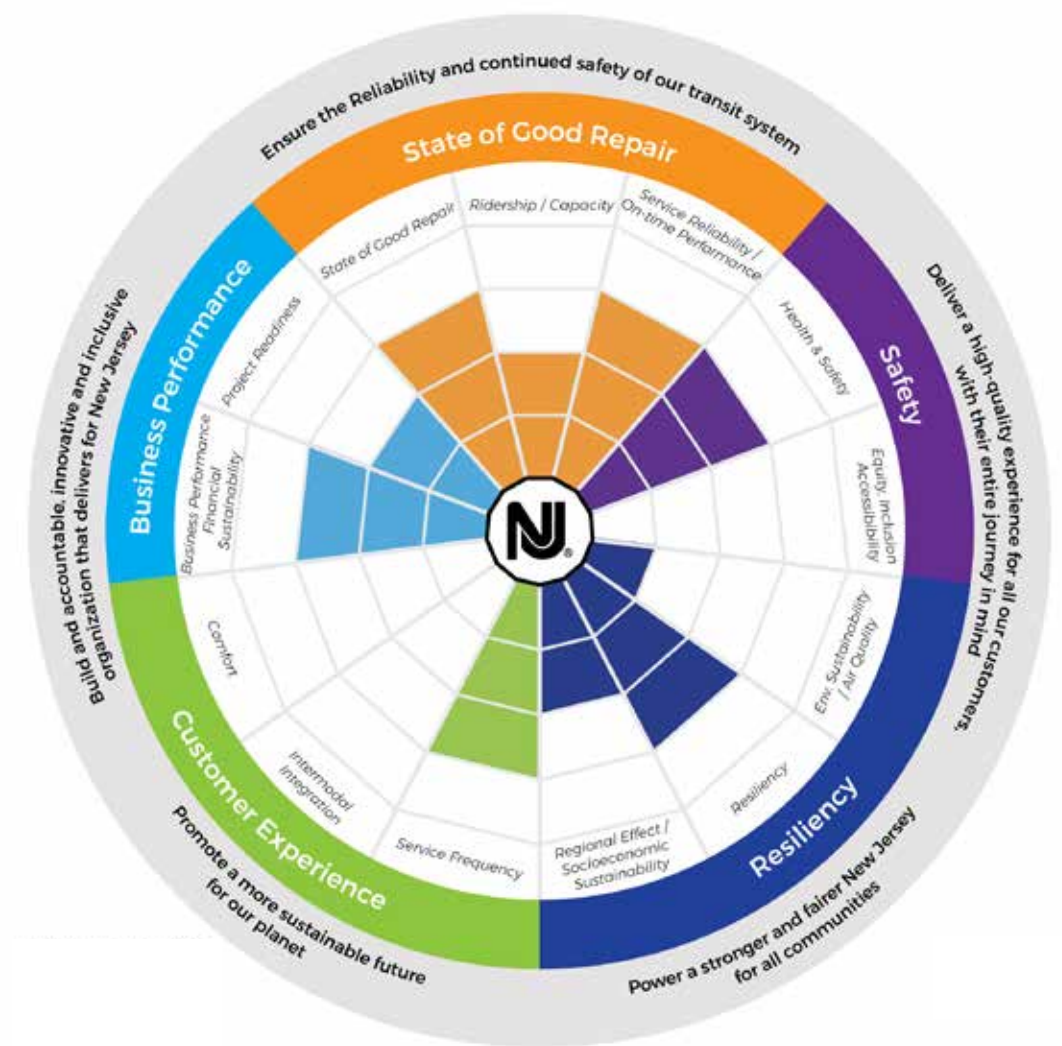 Ensure the Reliability and continued safety of our transit system
State of Good Repair
State of Good Repair
Ridership / Capacity
Service Reliability /
On-time Performance
Deliver a high-quality experience for all our customers,
with their entire journey in mind
Safety
Health & Safety
Equity, Inclusion
Accessibibility
Power a stronger and fairer New Jersey
for all communities
Resiliency
Env. Sustainability
/ Air Quality
Resiliency
Regional Effect /
Socioeconomic
Sustainability
Promote a more sustainable future
for our planet
Customer Experience
Service Frequency
Intermodal
Integration
Comfort
Build and accountable, innovative and inclusive
organization that delivers for New Jersey
Business Performance
Business Performance
Financial
Sustainability
Project Readiness
NJ
®